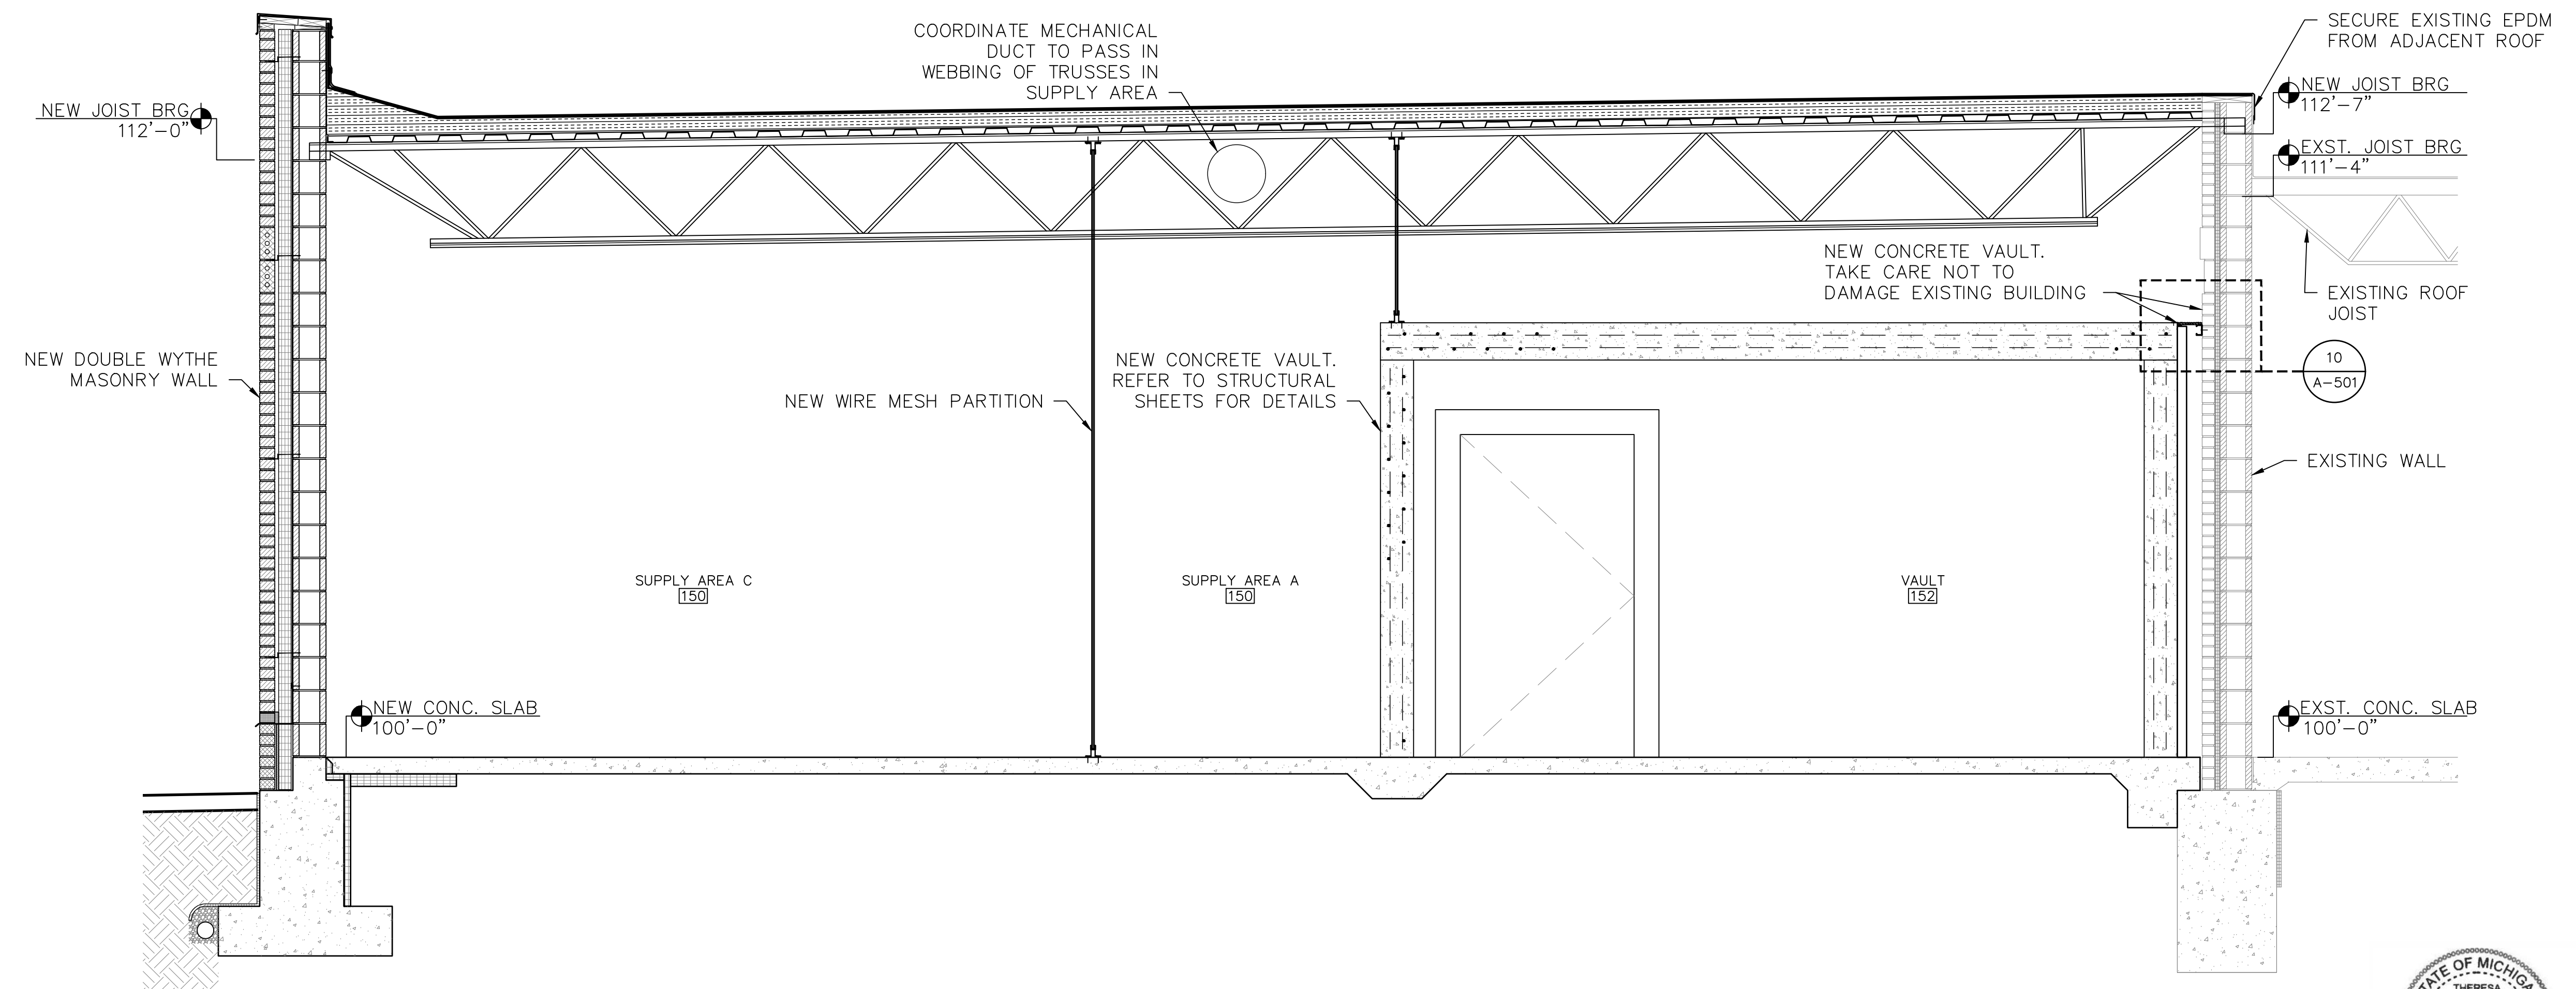 COORDINATE MECHANICAL
DUCT TO PASS IN
WEBBING OF TRUSSES IN
SUPPLY AREA
SECURE EXISTING EPDM
FROM ADJACENT ROOF
NEW JOIST BRG
112'-0"
NEW JOIST BRG
112'-7"
EXST. JOIST BRG
111'-4"
NEW CONCRETE VAULT.
TAKE CARE NOT TO
DAMAGE EXISTING BUILDING
EXISTING ROOF
JOIST
NEW DOUBLE WYTHE
MASONRY WALL
NEW WIRE MESH PARTITION
NEW CONCRETE VAULT.
REFER TO STRUCTURAL
SHEETS FOR DETAILS
10
A-501
EXISTING WALL
SUPPLY AREA C
150
SUPPLY AREA A
150
VAULT
152
NEW CONC. SLAB
100'-0"
EXST. CONC. SLAB
100'-0"
STATE OF MICHIGA
THERESA